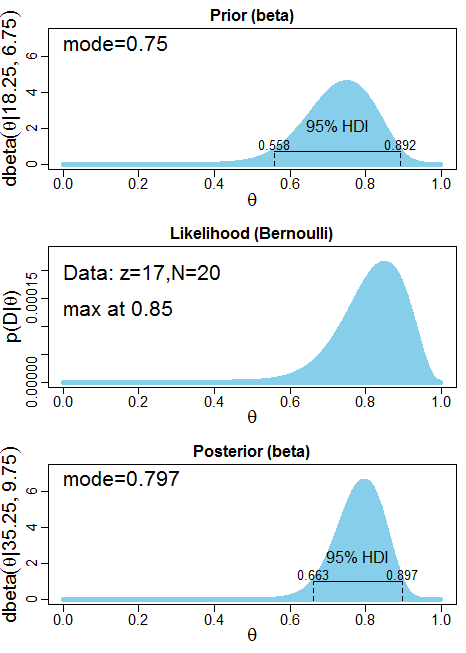 Prior (beta)
dbeta(θ|18.25, 6.75)
6
4
2
0
mode=0.75
95% HDI
0.558 0.892
0.0 0.2 0.4 0.6 0.8 1.0
θ
Likelihood (Bernoulli)
p(D|θ)
0.00015
0.00000
Data: z=17,N=20
max at 0.85
0.0 0.2 0.4 0.6 0.8 1.0
θ
Posterior (beta)
dbeta(θ|35.25, 9.75)
6
4
2
0
mode=0.797
95% HDI
0.663 0.897
0.0 0.2 0.4 0.6 0.8 1.0
θ